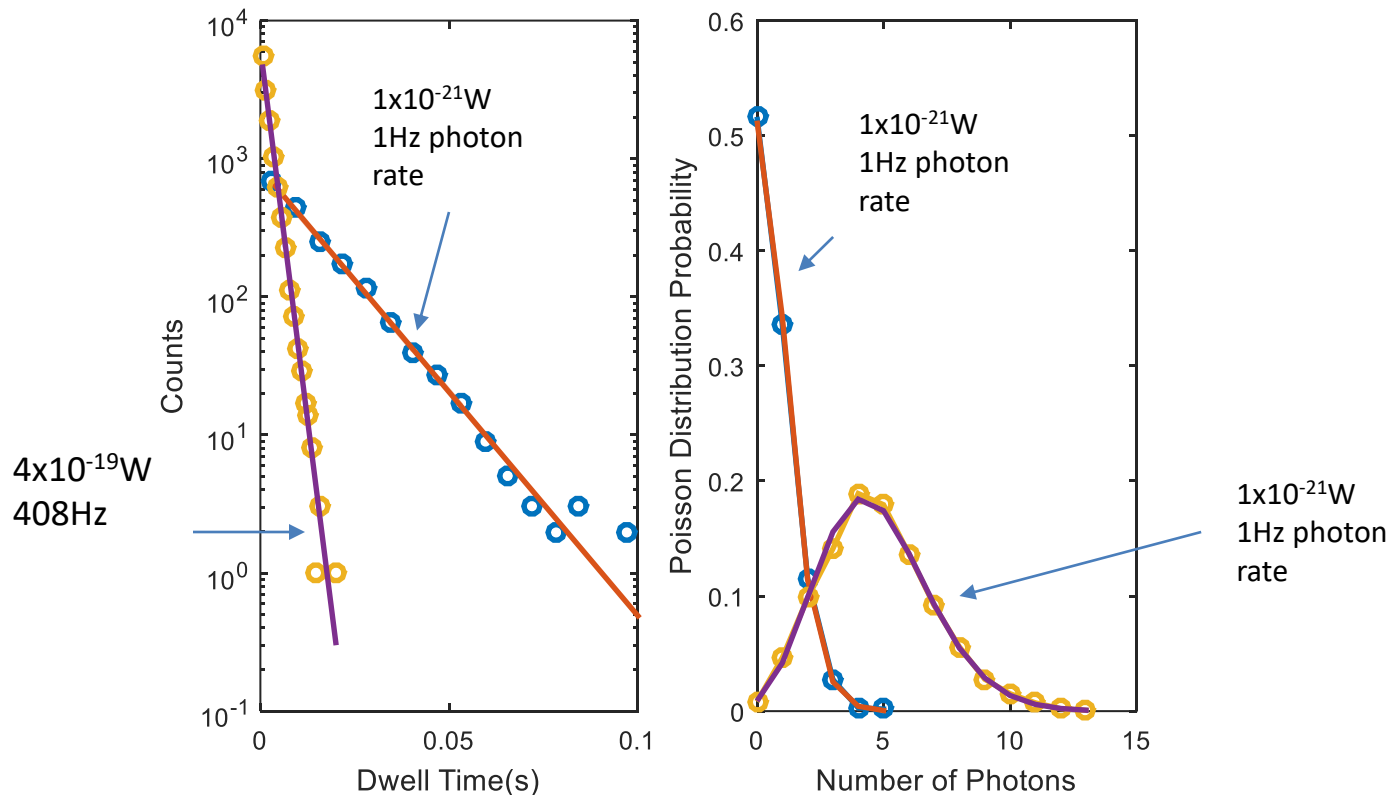 10⁴
10³
10²
10¹
10⁰
10⁻¹
Counts
0
0.05
0.1
Dwell Time(s)
1x10⁻²¹W
1Hz photon
rate
4x10⁻¹⁹W
408Hz
0.6
0.5
0.4
0.3
0.2
0.1
0
Poisson Distribution Probability
0
5
10
15
Number of Photons
1x10⁻²¹W
1Hz photon
rate
1x10⁻²¹W
1Hz photon
rate